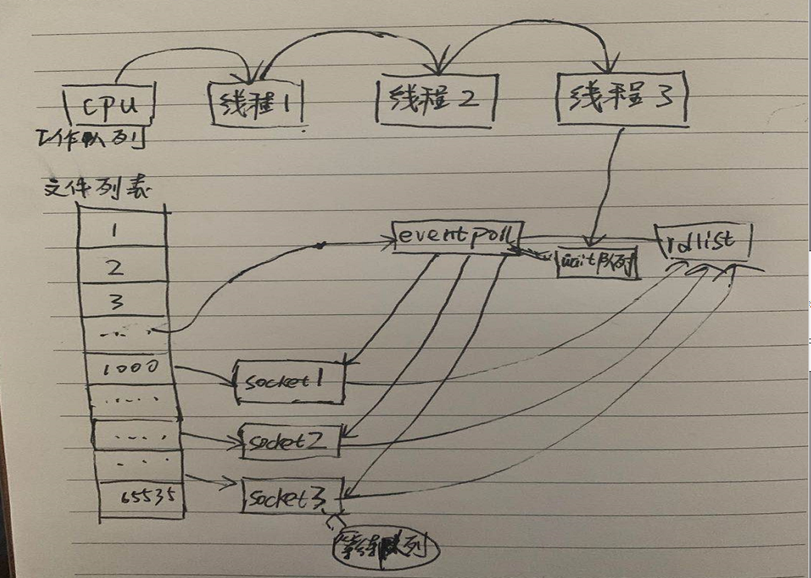 cpu
线程1
线程2
线程3
工作队列
文件列表
1
2
3
....
1000
.....
....
...
65535
eventpoll
wait队列
rdlist
socket1
socket2
socket3
等待队列